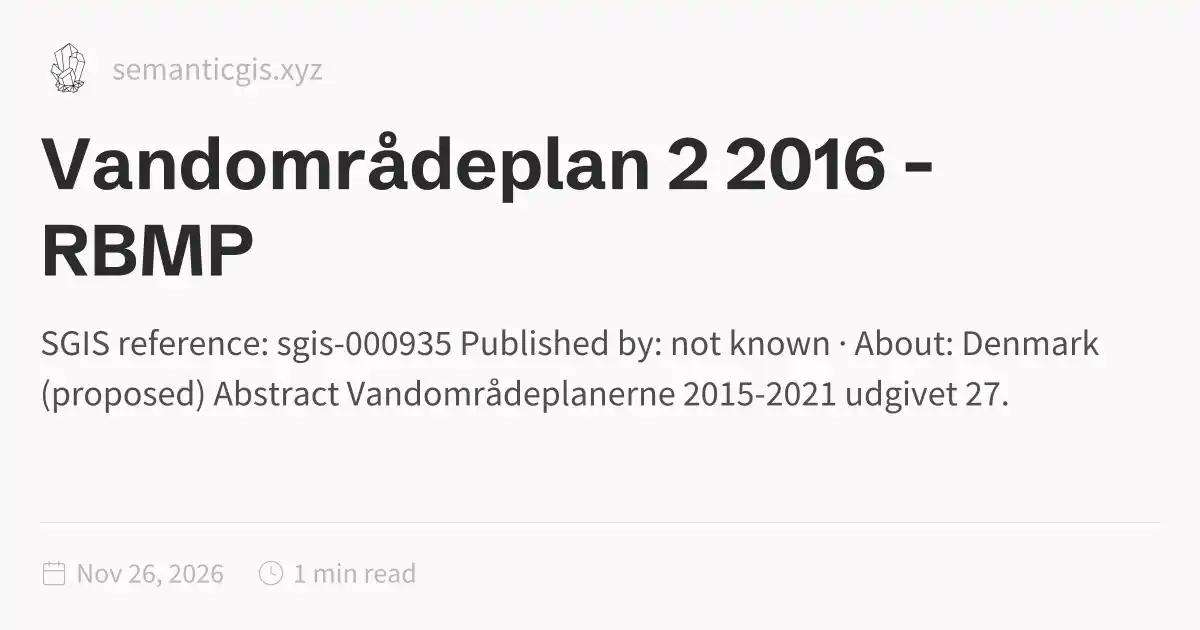 semanticgis.xyz
Vandområdeplan 2 2016 -
RBMP
SGIS reference: sgis-000935 Published by: not known · About: Denmark
(proposed) Abstract Vandområdeplanerne 2015-2021 udgivet 27.
Nov 26, 2026 1 min read